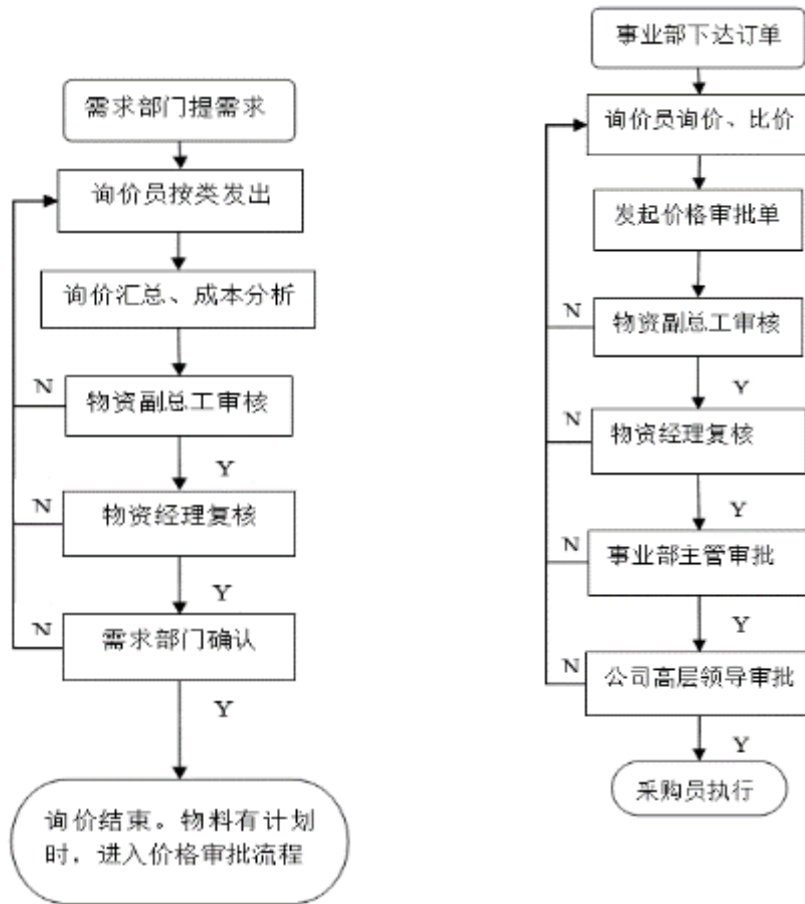 需求部门提需求
询价员按类发出
询价汇总、成本分析
N
物资副总工审核
Y
N
物资经理复核
Y
N
需求部门确认
Y
询价结束。物料有计划
时，进入价格审批流程
事业部下达订单
询价员询价、比价
发起价格审批单
N
物资副总工审核
Y
N
物资经理复核
Y
N
事业部主管审批
Y
N
公司高层领导审批
Y
采购员执行